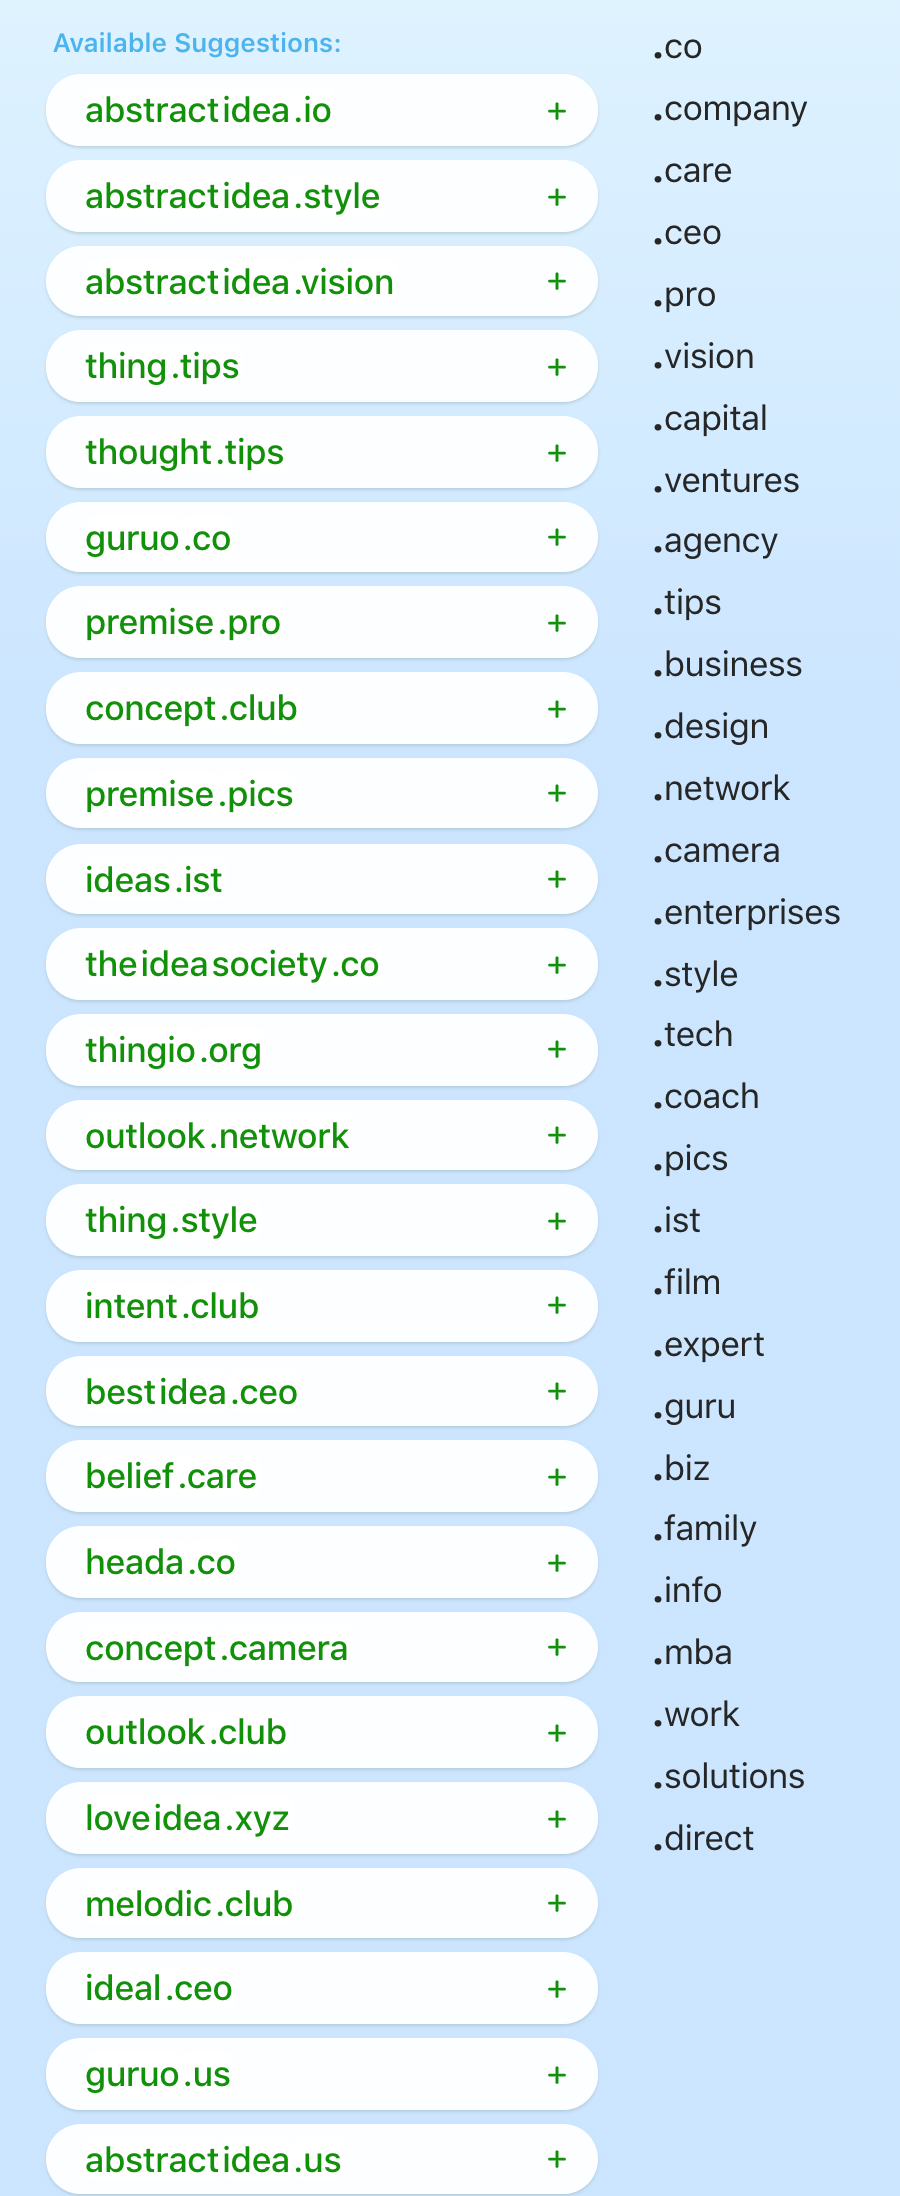 Available Suggestions:
abstractidea.io
abstractidea.style
abstractidea.vision
thing.tips
thought.tips
guruo.co
premise.pro
concept.club
premise.pics
ideas.ist
theideasociety.co
thingio.org
outlook.network
thing.style
intent.club
bestidea.ceo
belief.care
heada.co
concept.camera
outlook.club
loveidea.xyz
melodic.club
ideal.ceo
guruo.us
abstractidea.us
.co
.company
.care
.ceo
.pro
.vision
.capital
.ventures
.agency
.tips
.business
.design
.network
.camera
.enterprises
.style
.tech
.coach
.pics
.ist
.film
.expert
.guru
.biz
.family
.info
.mba
.work
.solutions
.direct